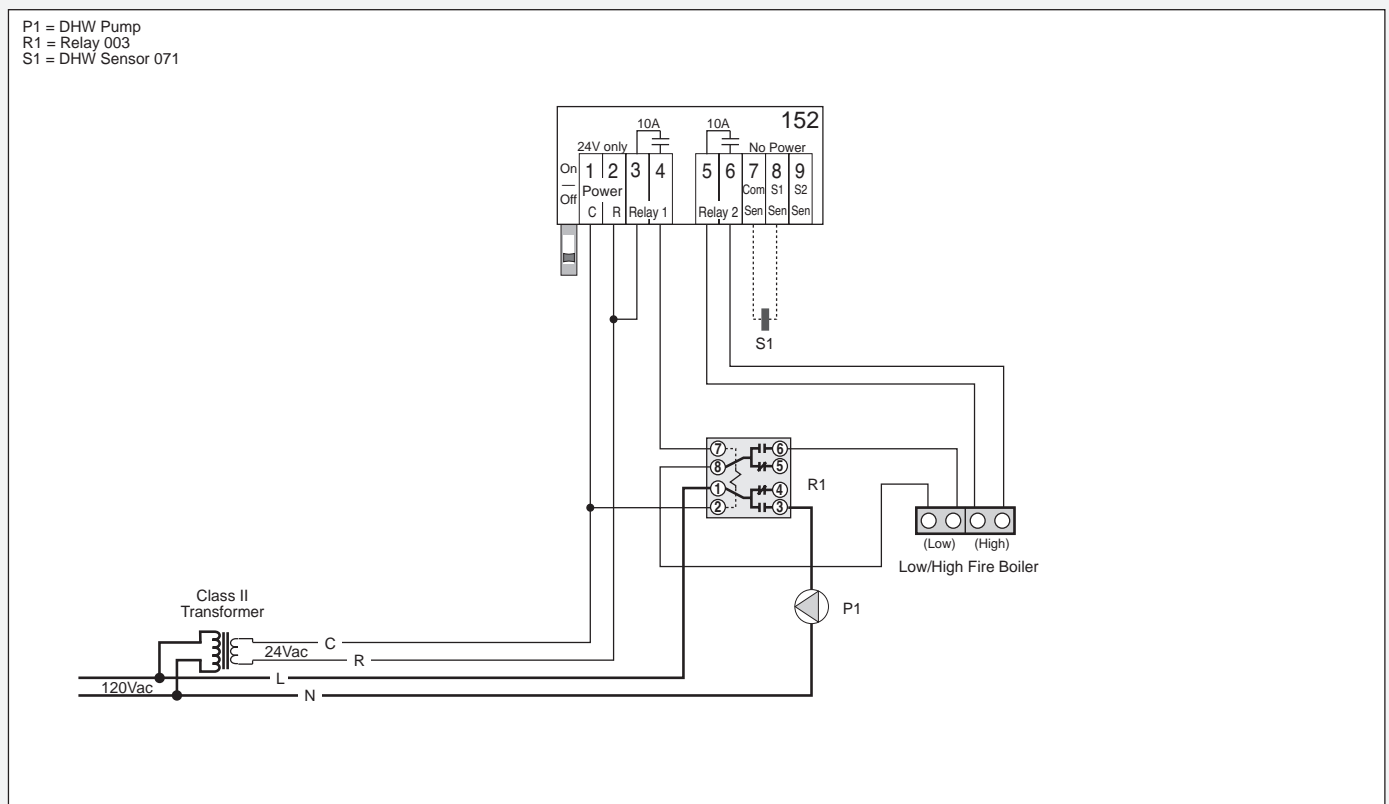 P1 = DHW Pump
R1 = Relay 003
S1 = DHW Sensor 071
152
10A 10A
24V only No Power
On 1 2 3 4 5 6 7 8 9
Off Power Com S1 S2
C R Relay 1 Relay 2 Sen Sen Sen
S1
7 6
8 5
R1
1 4
2 3
(Low) (High)
Low/High Fire Boiler
Class II
Transformer
P1
C
24Vac
R
L
120Vac
N